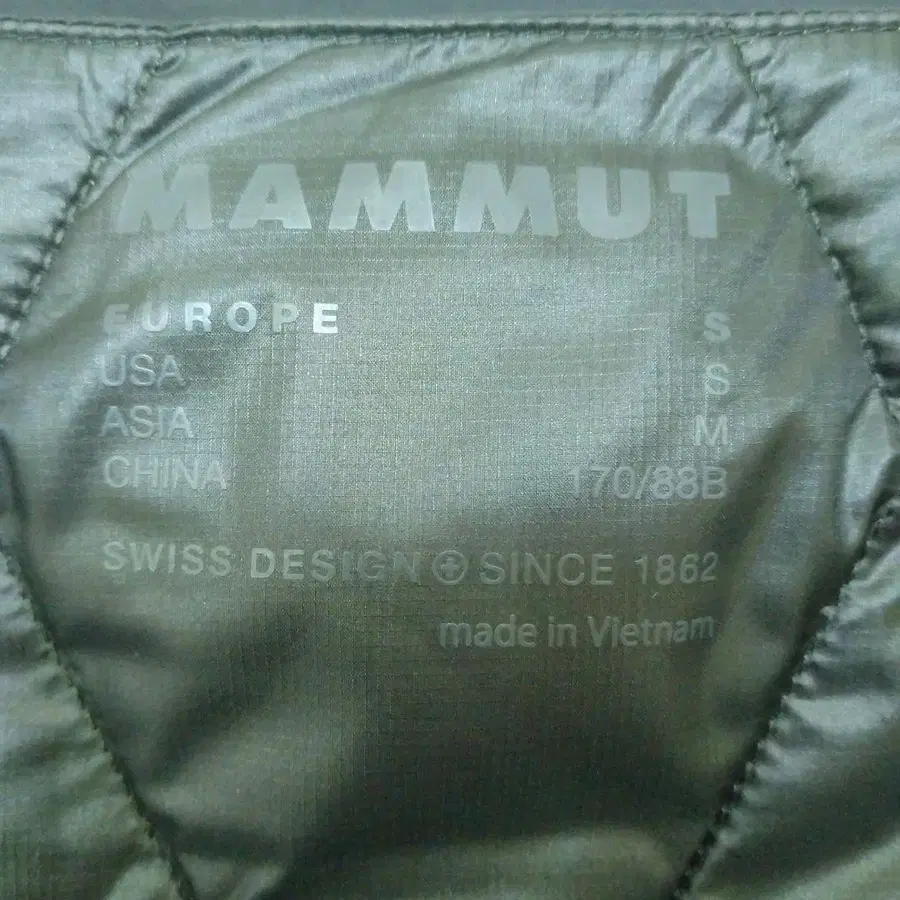 MAMMUT
EUROPE S
USA S
ASIA M
CHINA 170/88B
SWISS DESIGN SINCE 1862
made in Vietnam